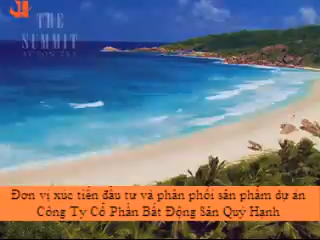 THE
SUMMIT
Đơn vị xúc tiến đầu tư và phân phối sản phẩm dự án
Công Ty Cổ Phần Bất Động Sản Quý Hạnh